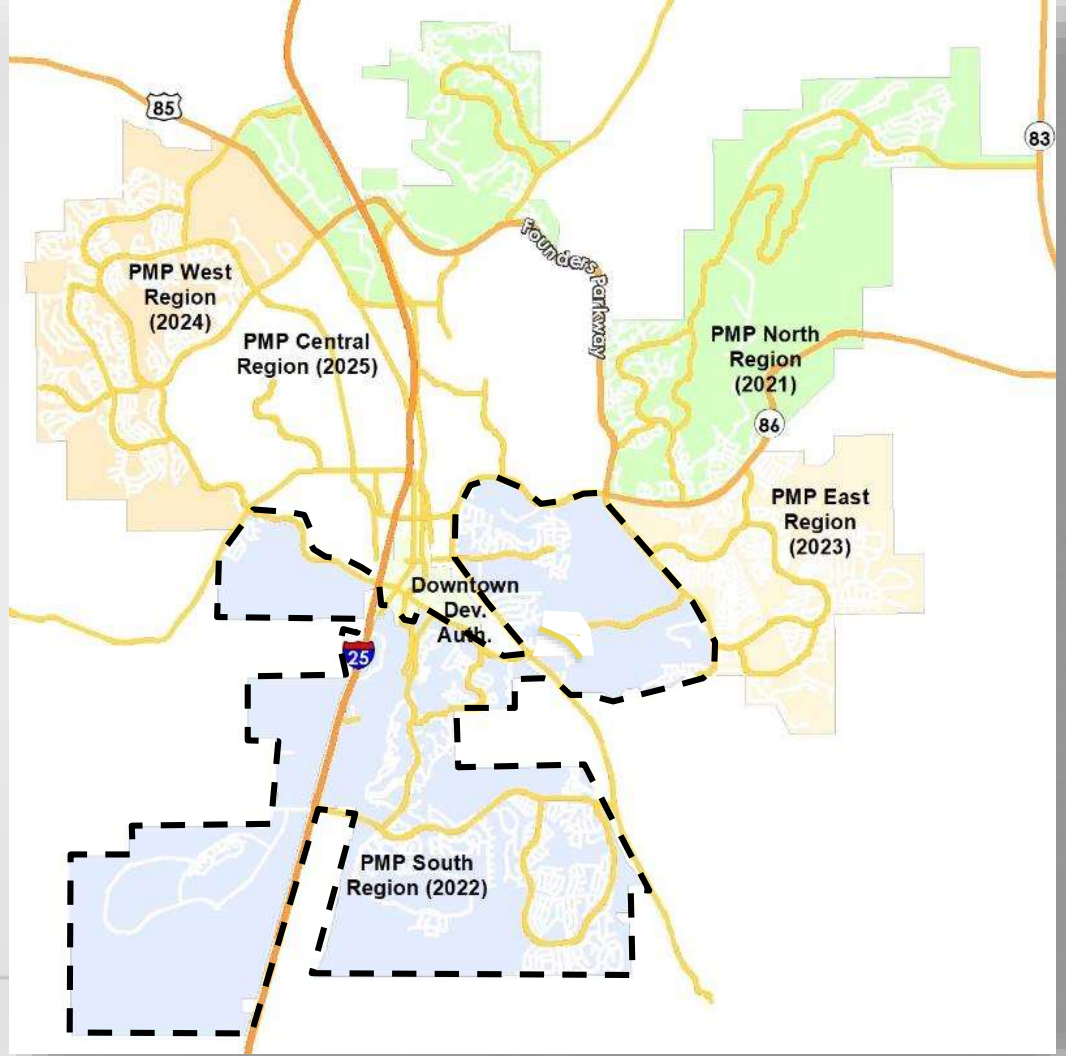 85
83
Founders Parkway
PMP West
Region
(2024)
PMP Central
Region (2025)
PMP North
Region
(2021)
86
PMP East
Region
(2023)
Downtown
Dev.
Auth.
25
PMP South
Region (2022)